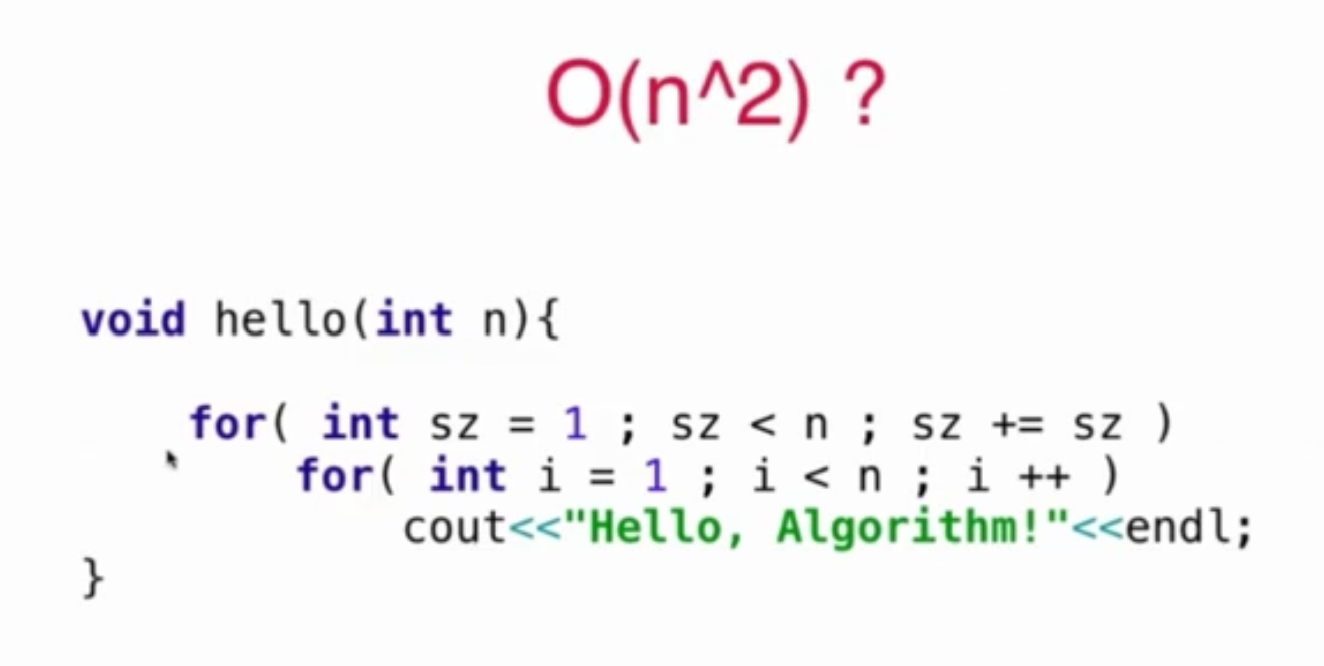 O(n^2) ?
void hello(int n){
for( int sz = 1 ; sz < n ; sz += sz )
for( int i = 1 ; i < n ; i ++ )
cout<<"Hello, Algorithm!"<<endl;
}